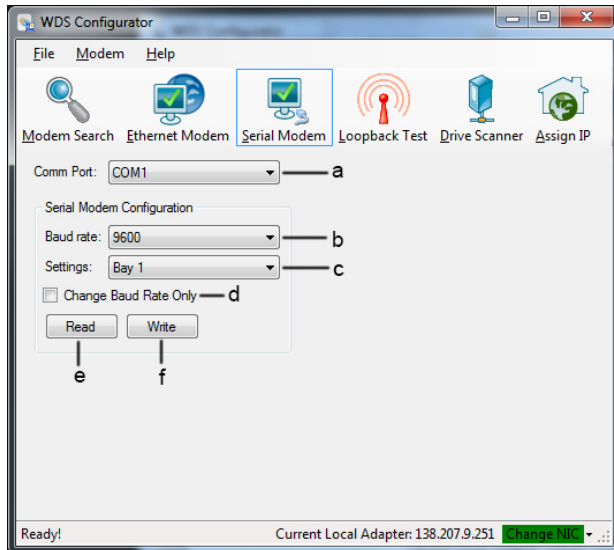 WDS Configurator
File Modem Help
Modem Search Ethernet Modem Serial Modem Loopback Test Drive Scanner Assign IP
Comm Port: COM1 a
Serial Modem Configuration
Baud rate: 9600 b
Settings: Bay 1 c
Change Baud Rate Only d
Read Write
e f
Ready! Current Local Adapter: 138.207.9.251 Change NIC